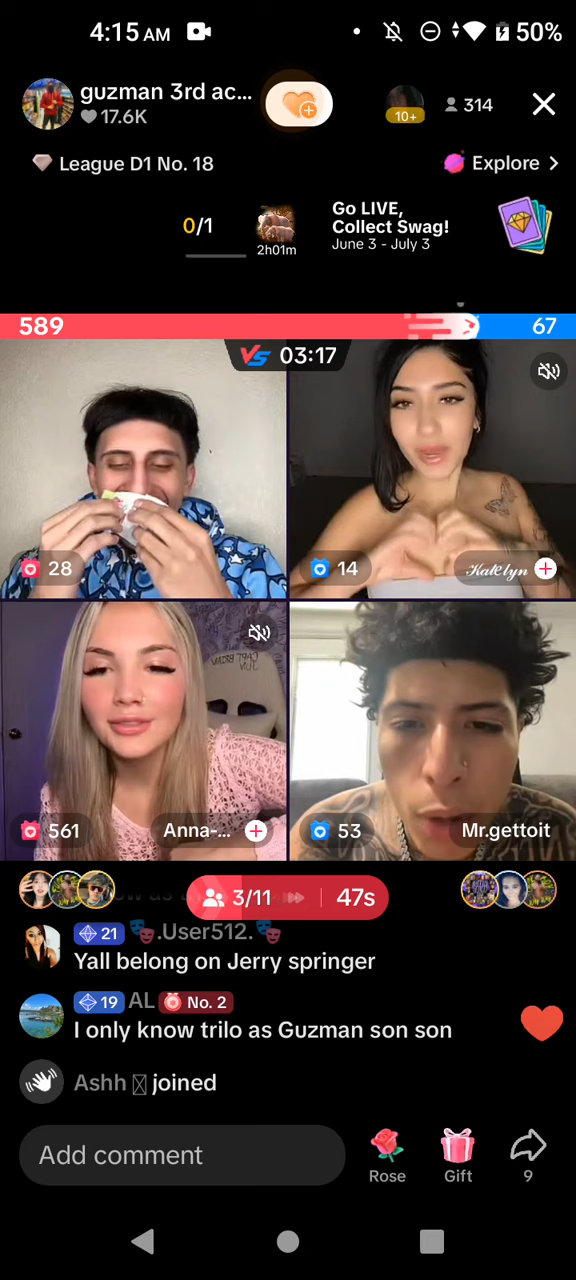 4:15 AM
50%
guzman 3rd ac...
17.6K
10+
314
League D1 No. 18
Explore >
0/1
2h01m
Go LIVE,
Collect Swag!
June 3 - July 3
589
67
VS 03:17
28
14
Katelyn
561
Anna-...
53
Mr.gettoit
3/11
47s
21 .User512.
Yall belong on Jerry springer
19 AL No. 2
I only know trilo as Guzman son son
Ashh joined
Add comment
Rose
Gift
9